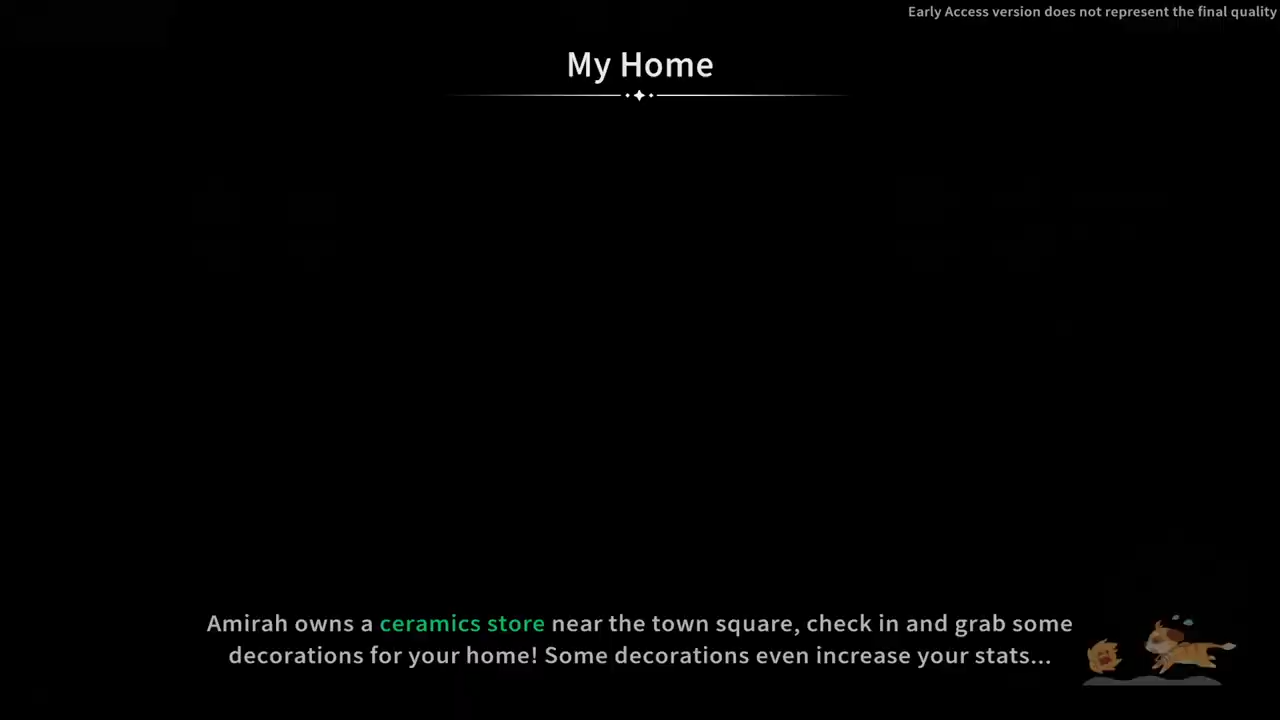 Early Access version does not represent the final quality
My Home
Amirah owns a ceramics store near the town square, check in and grab some
decorations for your home! Some decorations even increase your stats...